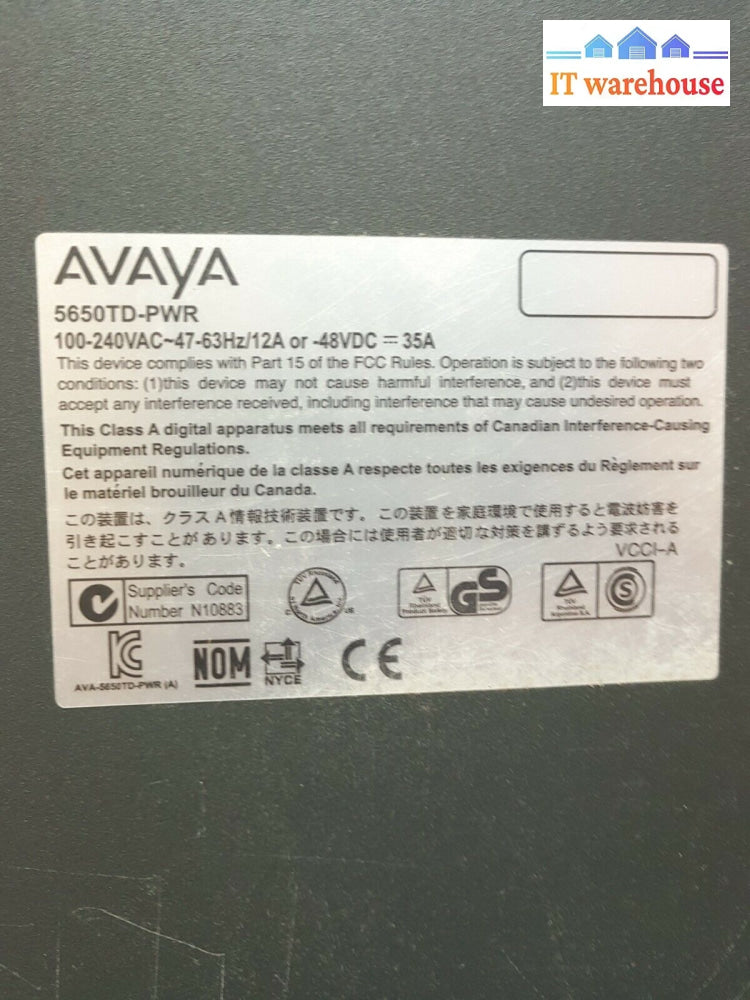 IT warehouse
AVAYA
5650TD-PWR
100-240VAC~47-63Hz/12A or -48VDC ⎓ 35A
This device complies with Part 15 of the FCC Rules. Operation is subject to the following two
conditions: (1)this device may not cause harmful interference, and (2)this device must
accept any interference received, including interference that may cause undesired operation.
This Class A digital apparatus meets all requirements of Canadian Interference-Causing
Equipment Regulations.
Cet appareil numérique de la classe A respecte toutes les exigences du Règlement sur
le matériel brouilleur du Canada.
この装置は、クラスA情報技術装置です。この装置を家庭環境で使用すると電波妨害を
引き起こすことがあります。この場合には使用者が適切な対策を講ずるよう要求される
ことがあります。
VCCI-A
Supplier's Code
Number N10883
C US
TÜV
Rheinland
Product Safety
GS
TÜV
Rheinland
Argentina S.A.
S
KC
AVA-5650TD-PWR (A)
NOM
NYCE
CE